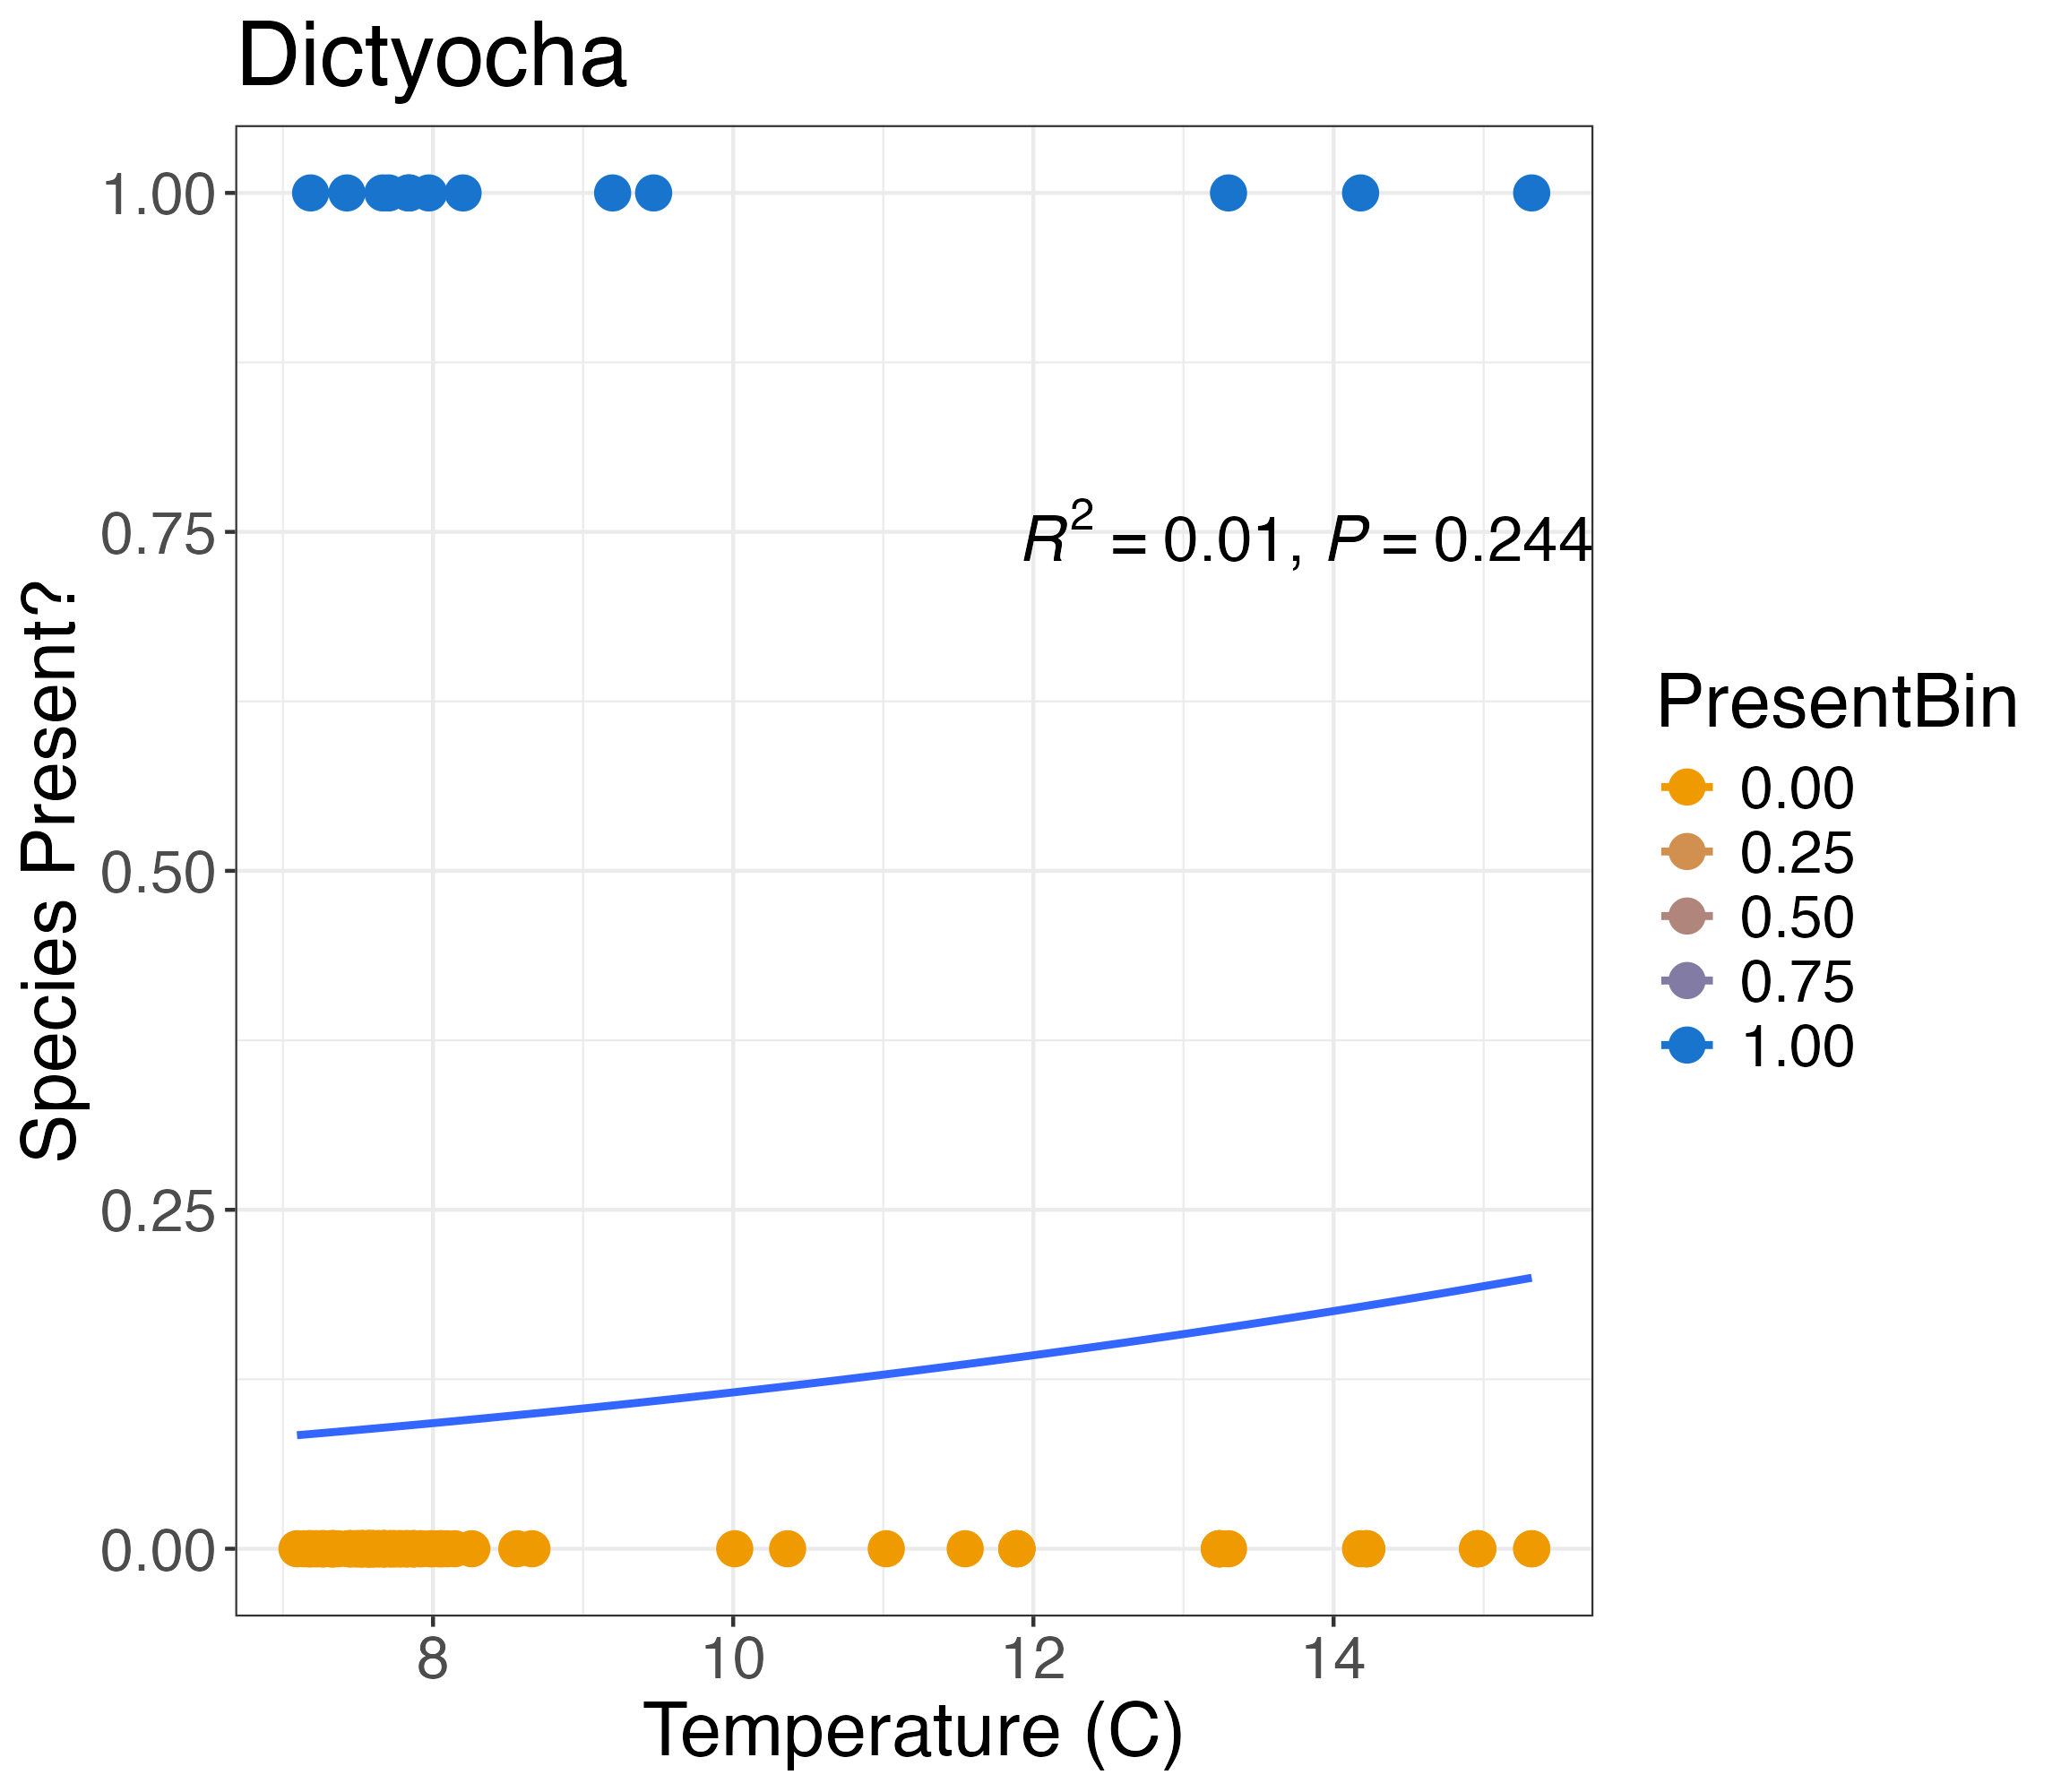 Dictyocha
1.00
0.75
0.50
0.25
0.00
Species Present?
R² = 0.01, P = 0.244
8 10 12 14
Temperature (C)
PresentBin
0.00
0.25
0.50
0.75
1.00